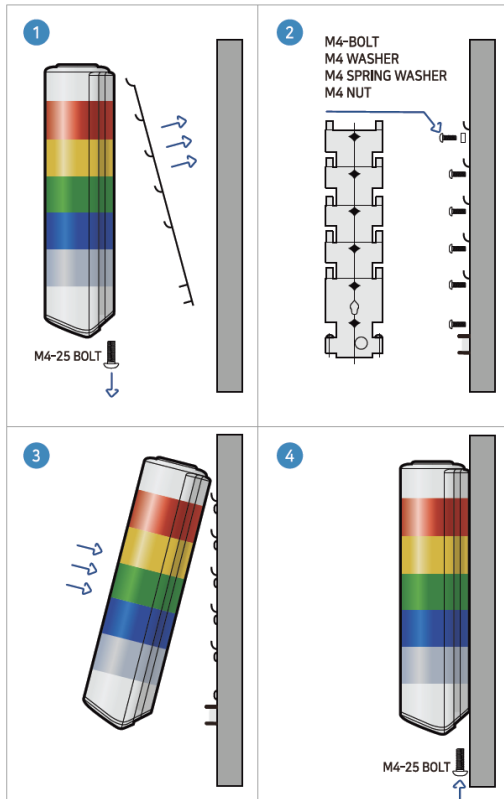 1
M4-25 BOLT
2
M4-BOLT
M4 WASHER
M4 SPRING WASHER
M4 NUT
3
4
M4-25 BOLT